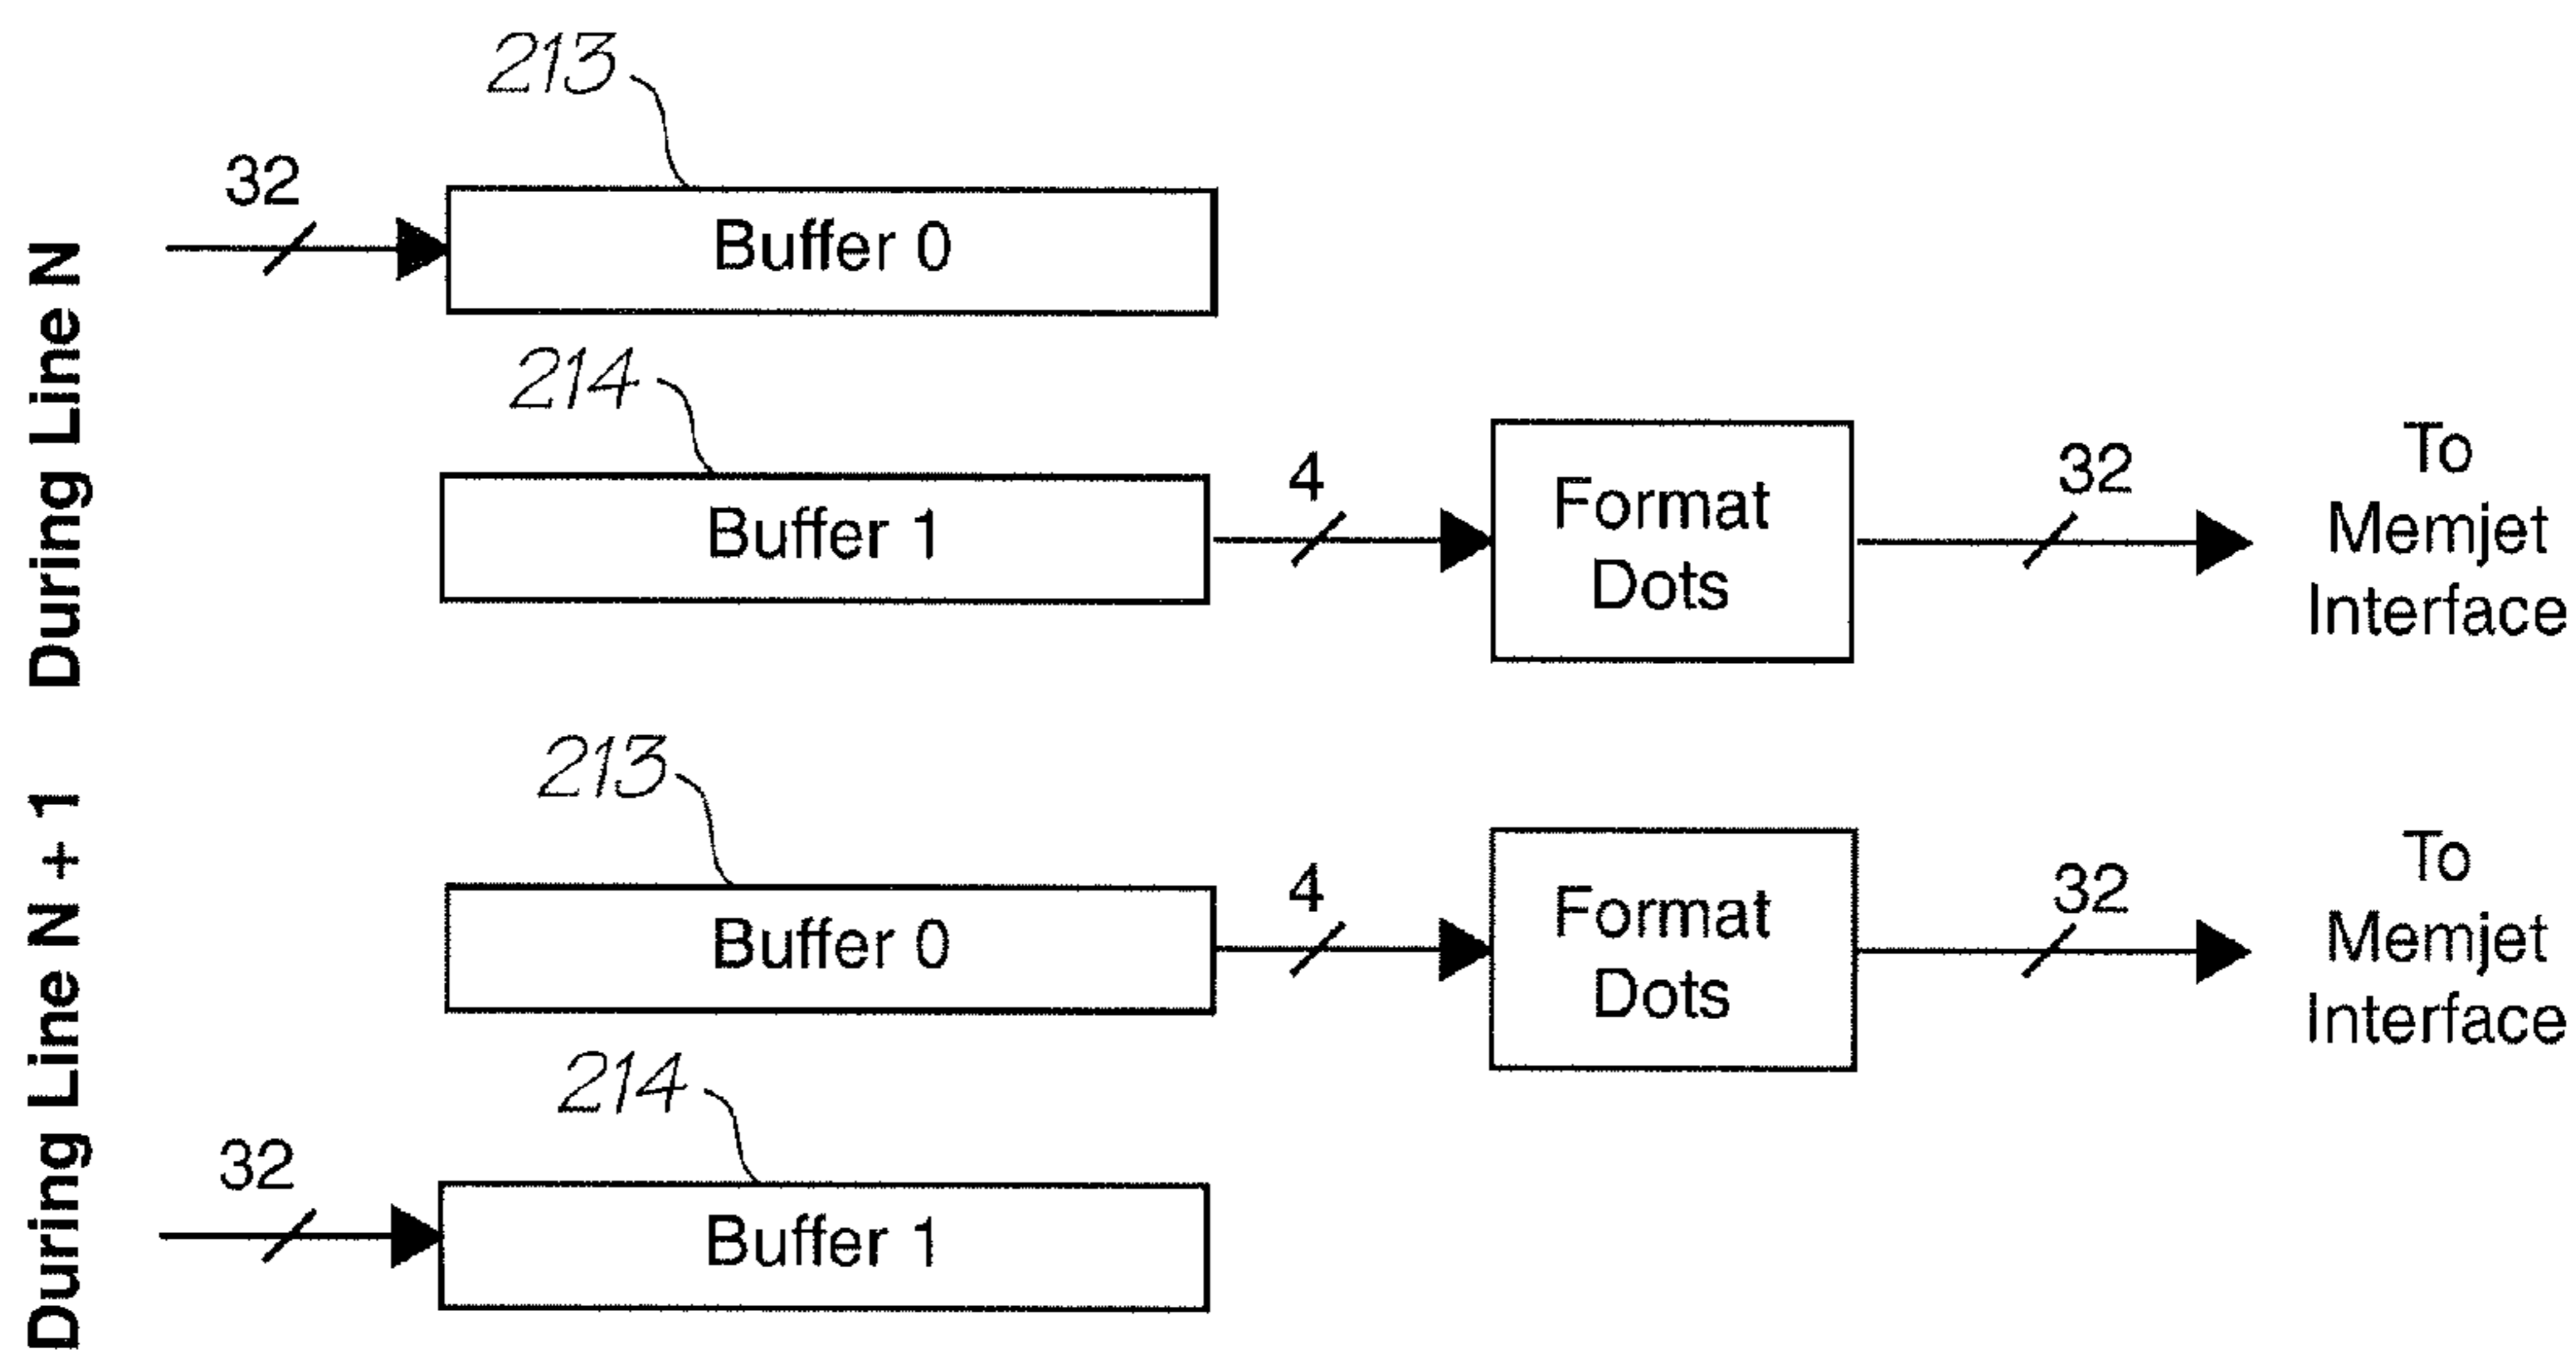 During Line N
213
32
Buffer 0
214
Buffer 1
4
Format
Dots
32
To
Memjet
Interface
During Line N + 1
213
Buffer 0
4
Format
Dots
32
To
Memjet
Interface
214
32
Buffer 1